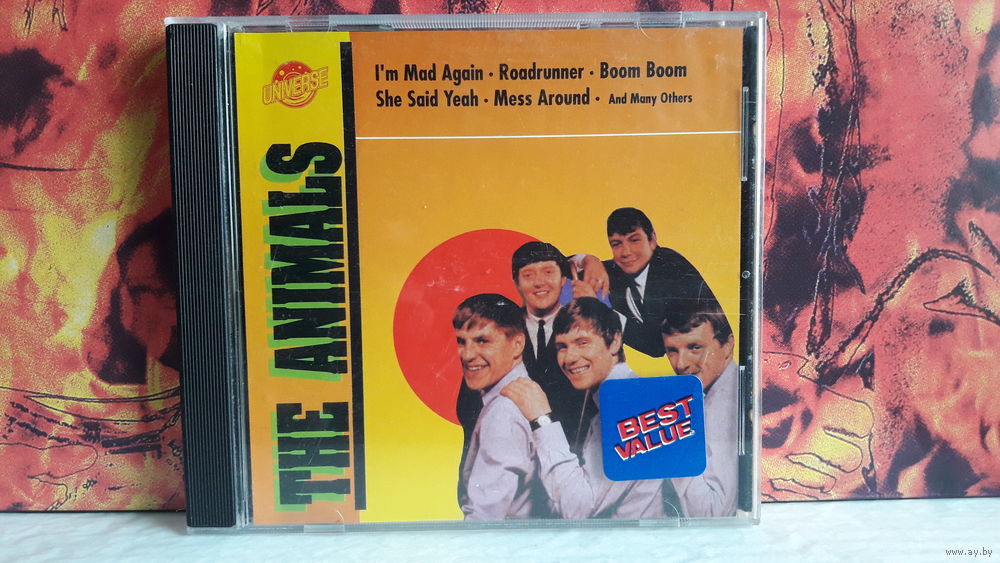 UNIVERSE
THE ANIMALS
I'm Mad Again · Roadrunner · Boom Boom
She Said Yeah · Mess Around · And Many Others
BEST
VALUE
www.ay.by